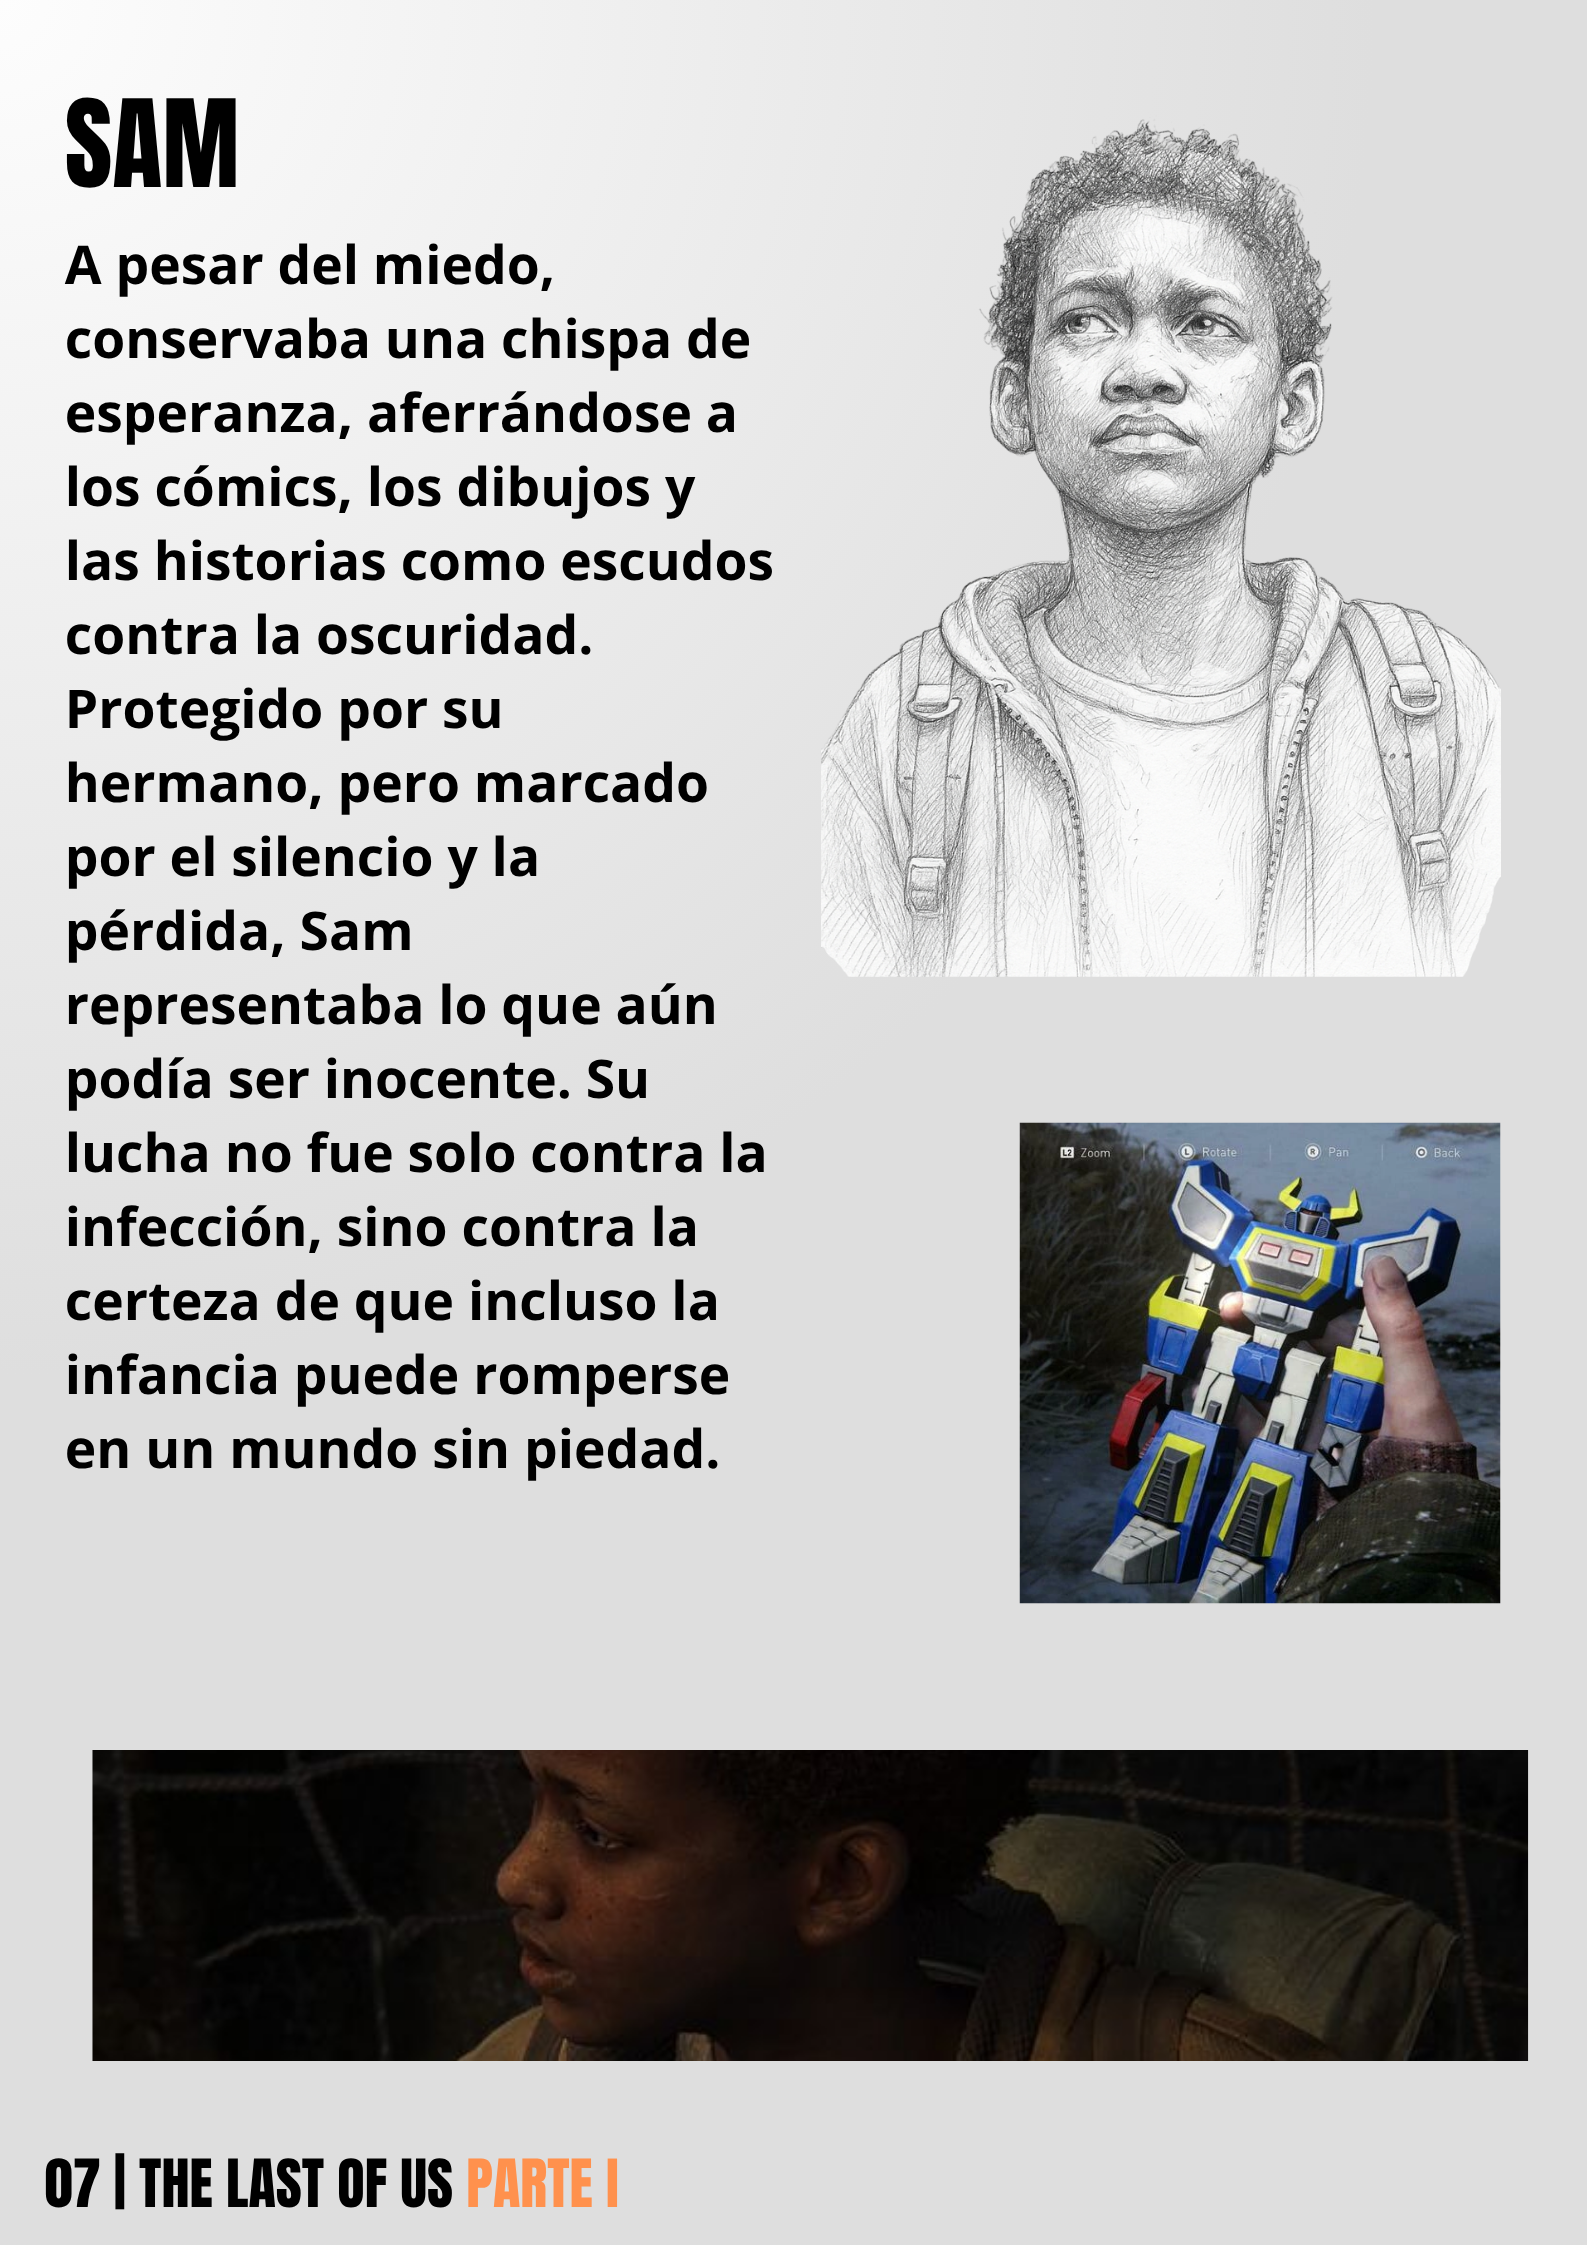 SAM
A pesar del miedo,
conservaba una chispa de
esperanza, aferrándose a
los cómics, los dibujos y
las historias como escudos
contra la oscuridad.
Protegido por su
hermano, pero marcado
por el silencio y la
pérdida, Sam
representaba lo que aún
podía ser inocente. Su
lucha no fue solo contra la
infección, sino contra la
certeza de que incluso la
infancia puede romperse
en un mundo sin piedad.
L2 Zoom | L Rotate | R Pan | Back
07 | THE LAST OF US PARTE I